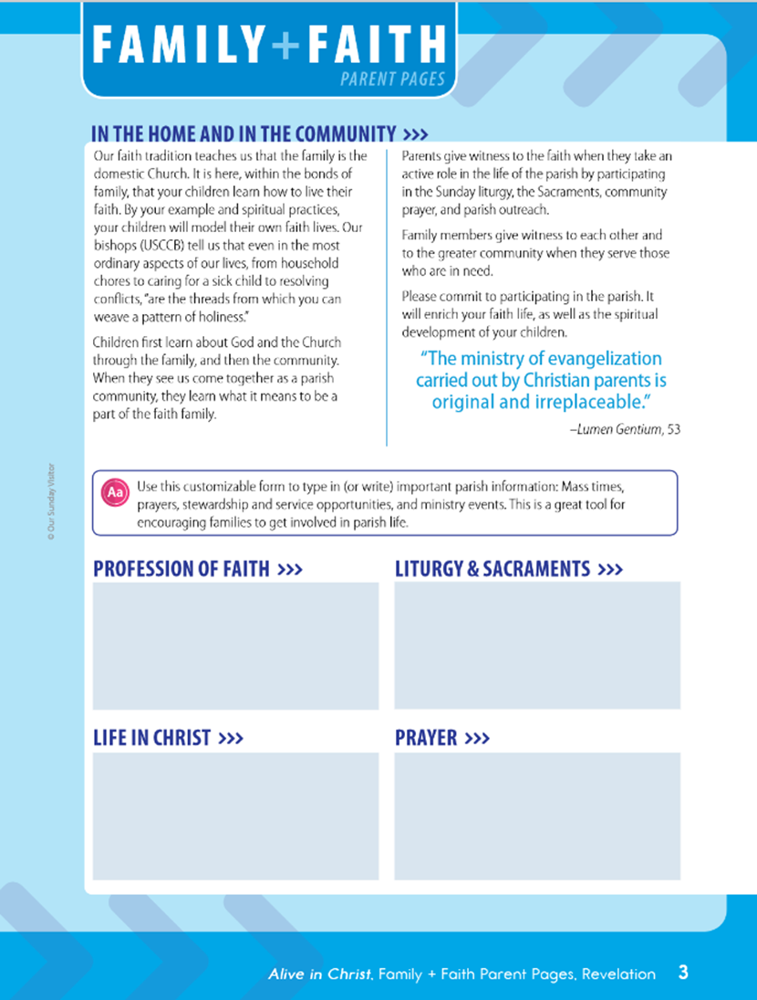 FAMILY+FAITH
PARENT PAGES
IN THE HOME AND IN THE COMMUNITY >>>
Our faith tradition teaches us that the family is the
domestic Church. It is here, within the bonds of
family, that your children learn how to live their
faith. By your example and spiritual practices,
your children will model their own faith lives. Our
bishops (USCCB) tell us that even in the most
ordinary aspects of our lives, from household
chores to caring for a sick child to resolving
conflicts, “are the threads from which you can
weave a pattern of holiness.”
Children first learn about God and the Church
through the family, and then the community.
When they see us come together as a parish
community, they learn what it means to be a
part of the faith family.
Parents give witness to the faith when they take an
active role in the life of the parish by participating
in the Sunday liturgy, the Sacraments, community
prayer, and parish outreach.
Family members give witness to each other and
to the greater community when they serve those
who are in need.
Please commit to participating in the parish. It
will enrich your faith life, as well as the spiritual
development of your children.
“The ministry of evangelization
carried out by Christian parents is
original and irreplaceable.”
–Lumen Gentium, 53
© Our Sunday Visitor
Aa
Use this customizable form to type in (or write) important parish information: Mass times,
prayers, stewardship and service opportunities, and ministry events. This is a great tool for
encouraging families to get involved in parish life.
PROFESSION OF FAITH >>>
LITURGY & SACRAMENTS >>>
LIFE IN CHRIST >>>
PRAYER >>>
Alive in Christ, Family + Faith Parent Pages, Revelation 3